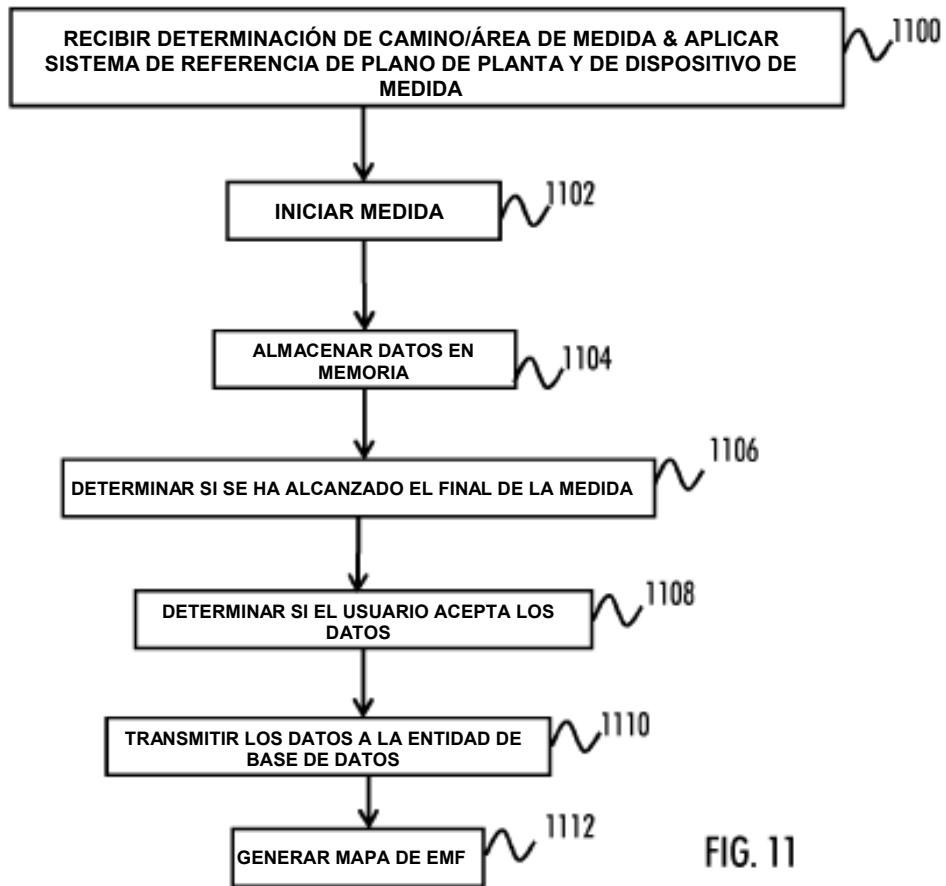 RECIBIR DETERMINACIÓN DE CAMINO/ÁREA DE MEDIDA & APLICAR
SISTEMA DE REFERENCIA DE PLANO DE PLANTA Y DE DISPOSITIVO DE
MEDIDA
1100
INICIAR MEDIDA
1102
ALMACENAR DATOS EN
MEMORIA
1104
DETERMINAR SI SE HA ALCANZADO EL FINAL DE LA MEDIDA
1106
DETERMINAR SI EL USUARIO ACEPTA LOS
DATOS
1108
TRANSMITIR LOS DATOS A LA ENTIDAD DE
BASE DE DATOS
1110
GENERAR MAPA DE EMF
1112
FIG. 11